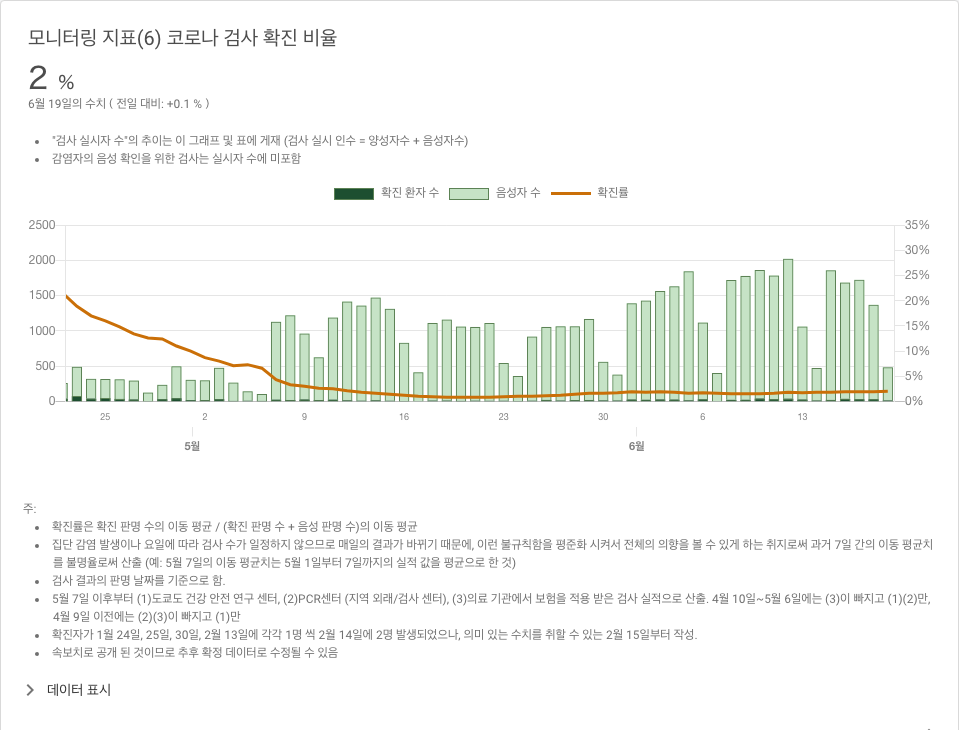 모니터링 지표(6) 코로나 검사 확진 비율
2 %
6월 19일의 수치 ( 전일 대비: +0.1 % )
"검사 실시자 수"의 추이는 이 그래프 및 표에 게재 (검사 실시 인수 = 양성자수 + 음성자수)
감염자의 음성 확인을 위한 검사는 실시자 수에 미포함
확진 환자 수 음성자 수 확진률
2500 35%
30%
2000
25%
1500 20%
15%
1000
10%
500
5%
0 0%
25 2 9 16 23 30 6 13
5월 6월
주:
확진률은 확진 판명 수의 이동 평균 / (확진 판명 수 + 음성 판명 수)의 이동 평균
집단 감염 발생이나 요일에 따라 검사 수가 일정하지 않으므로 매일의 결과가 바뀌기 때문에, 이런 불규칙함을 평준화 시켜서 전체의 의향을 볼 수 있게 하는 취지로써 과거 7일 간의 이동 평균치
를 불명율로써 산출 (예: 5월 7일의 이동 평균치는 5월 1일부터 7일까지의 실적 값을 평균으로 한 것)
검사 결과의 판명 날짜를 기준으로 함.
5월 7일 이후부터 (1)도쿄도 건강 안전 연구 센터, (2)PCR센터 (지역 외래/검사 센터), (3)의료 기관에서 보험을 적용 받은 검사 실적으로 산출. 4월 10일~5월 6일에는 (3)이 빠지고 (1)(2)만,
4월 9일 이전에는 (2)(3)이 빠지고 (1)만
확진자가 1월 24일, 25일, 30일, 2월 13일에 각각 1명 씩 2월 14일에 2명 발생되었으나, 의미 있는 수치를 취할 수 있는 2월 15일부터 작성.
속보치로 공개 된 것이므로 추후 확정 데이터로 수정될 수 있음
데이터 표시